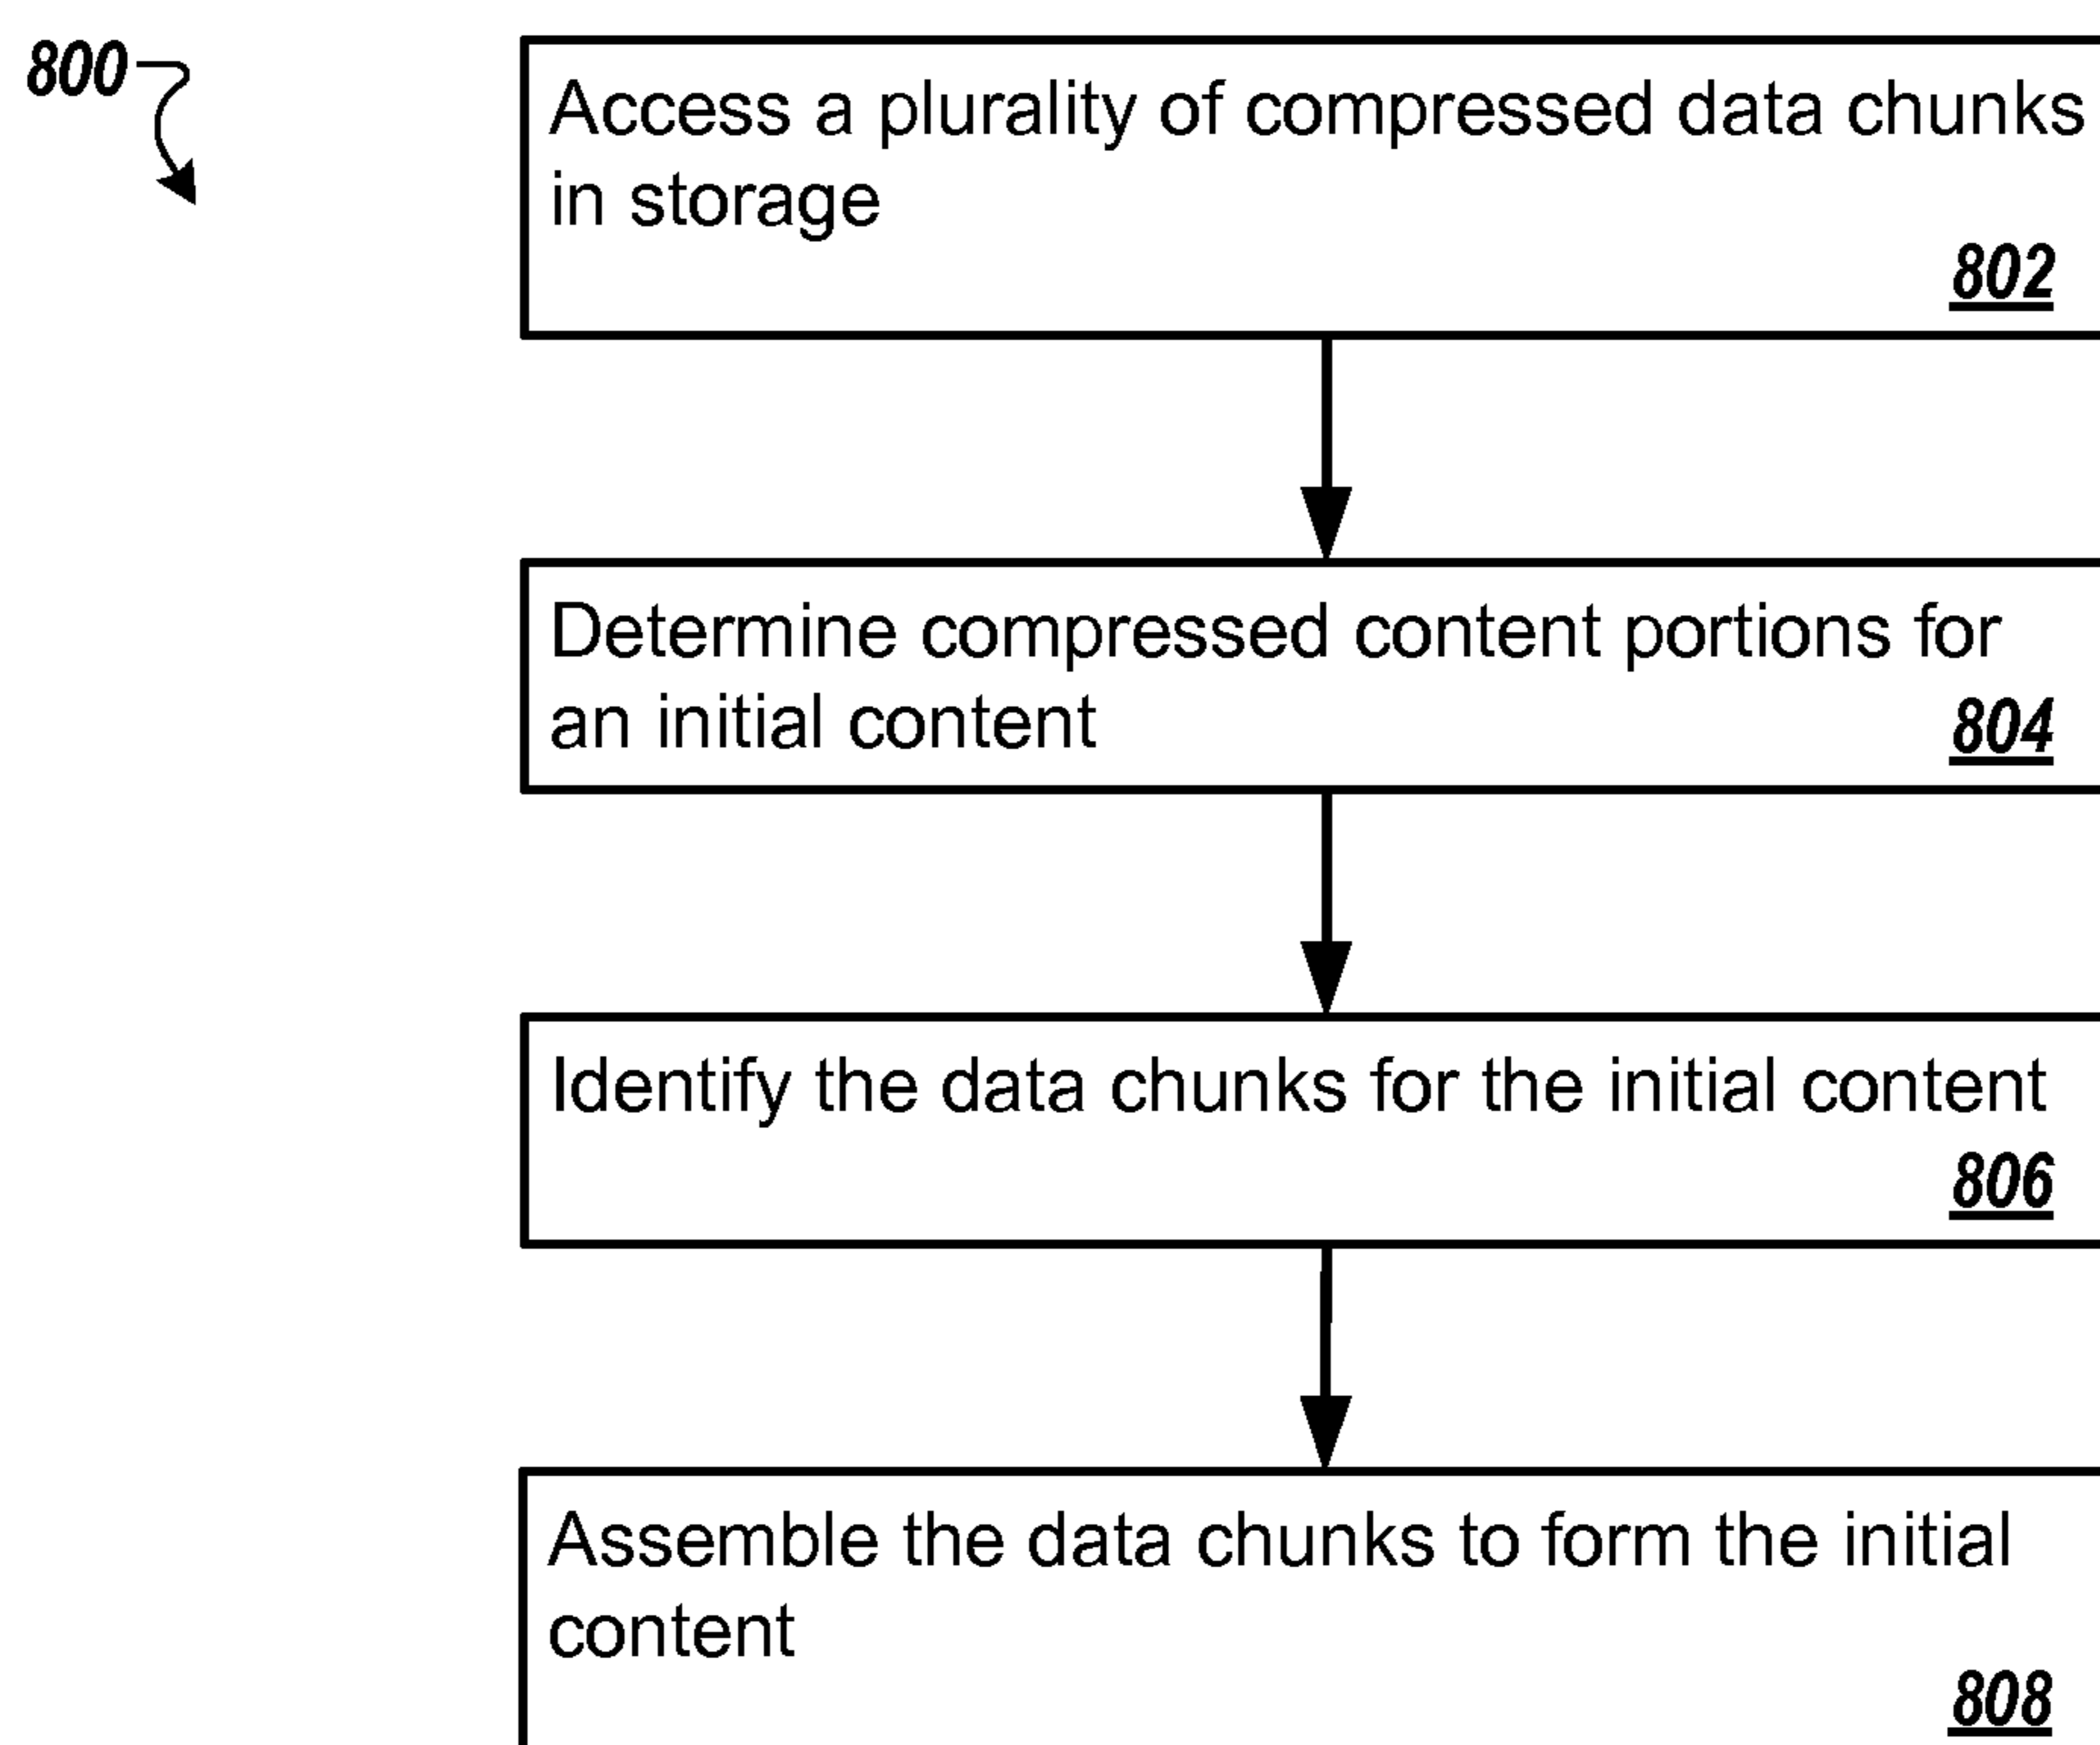 800
Access a plurality of compressed data chunks
in storage
802
Determine compressed content portions for
an initial content
804
Identify the data chunks for the initial content
806
Assemble the data chunks to form the initial
content
808